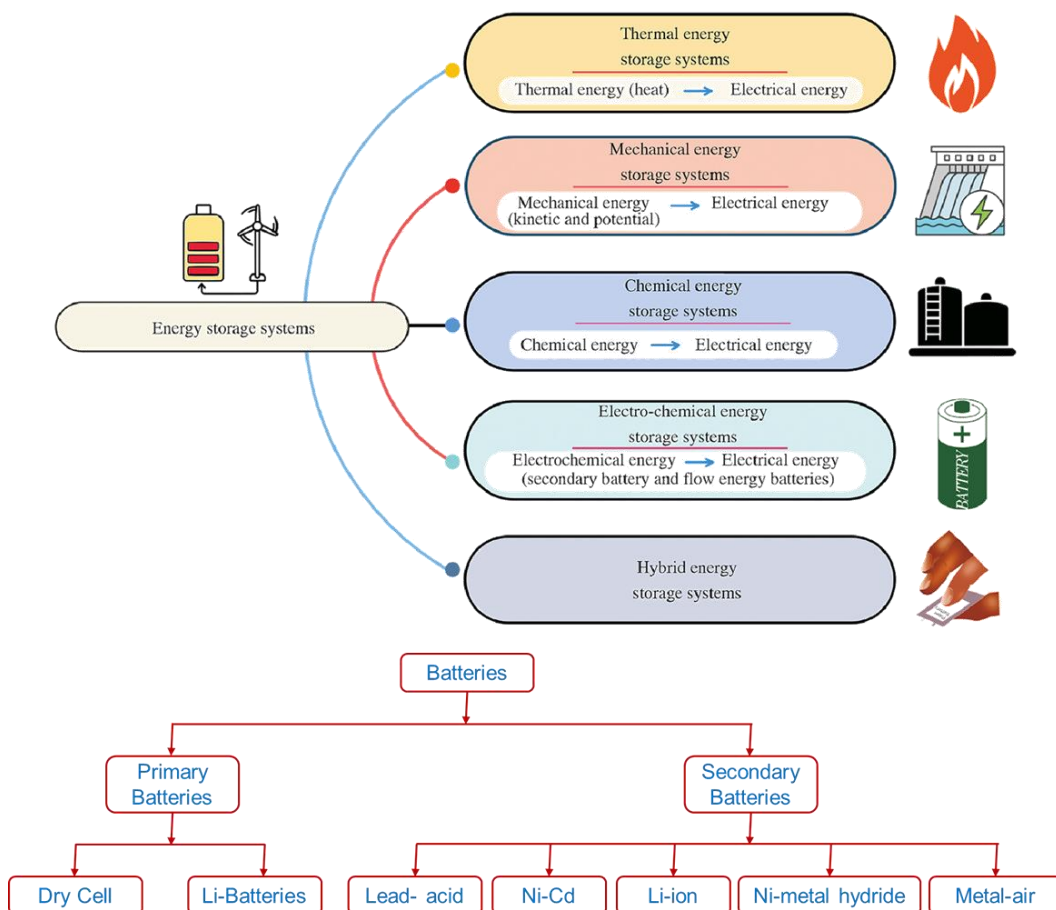 Thermal energy
storage systems
Thermal energy (heat) → Electrical energy
Mechanical energy
storage systems
Mechanical energy → Electrical energy
(kinetic and potential)
Energy storage systems
Chemical energy
storage systems
Chemical energy → Electrical energy
Electro-chemical energy
storage systems
Electrochemical energy → Electrical energy
(secondary battery and flow energy batteries)
BATTERY
Hybrid energy
storage systems
Batteries
Primary
Batteries
Secondary
Batteries
Dry Cell
Li-Batteries
Lead- acid
Ni-Cd
Li-ion
Ni-metal hydride
Metal-air